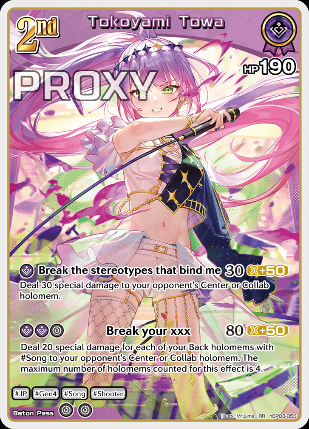 2nd
Tokoyami Towa
HP190
PROXY
Break the stereotypes that bind me 30 +50
Deal 30 special damage to your opponent's Center or Collab
holomem.
Break your xxx 80 +50
Deal 20 special damage for each of your Back holomems with
#Song to your opponent's Center or Collab holomem. The
maximum number of holomems counted for this effect is 4.
#JP #Gen4 #Song #Shooter
Baton Pass